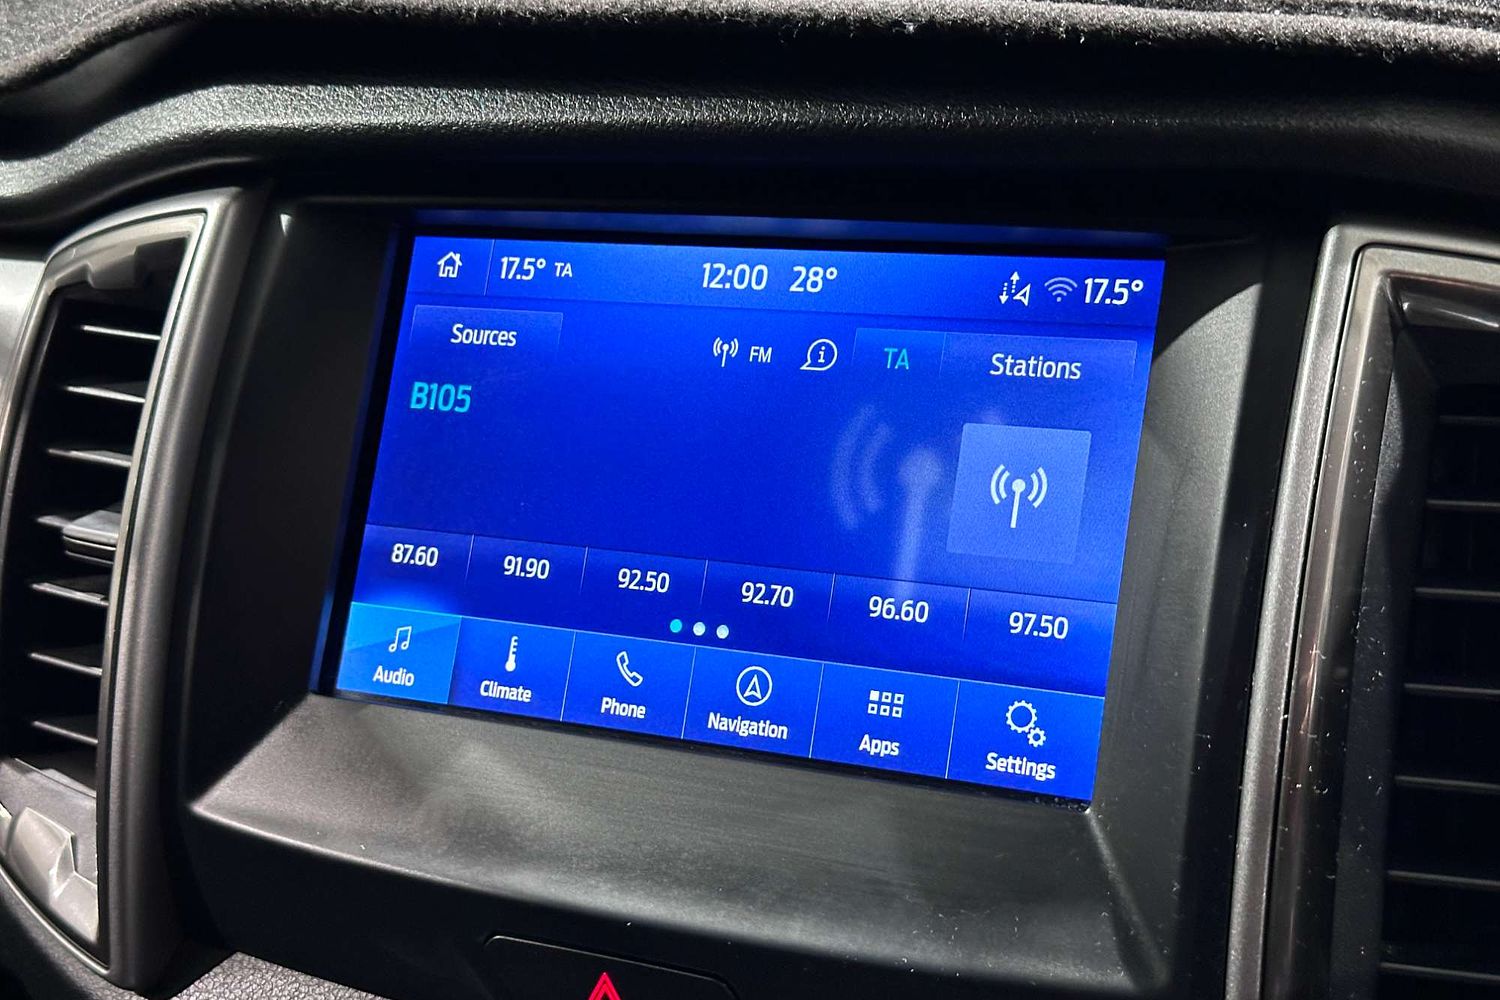 17.5° TA 12:00 28° 17.5°
Sources FM TA Stations
B105
87.60 91.90 92.50 92.70 96.60 97.50
Audio Climate Phone Navigation Apps Settings